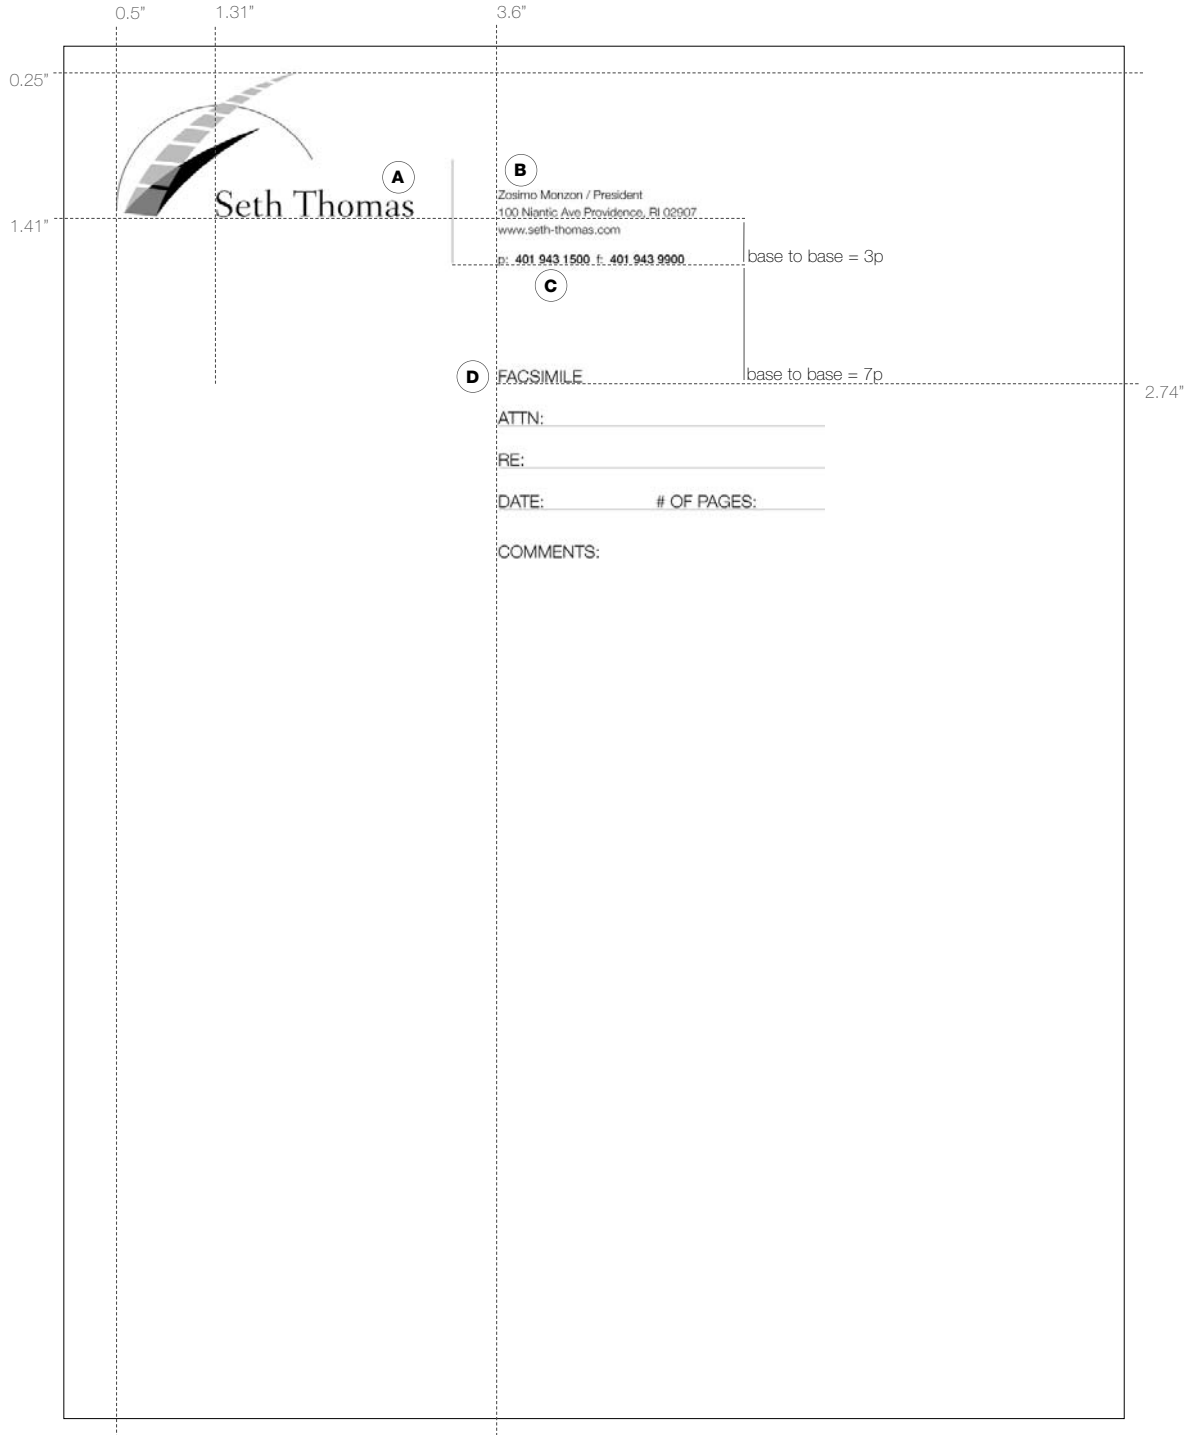 0.5” 1.31” 3.6”
0.25”
A B
Zosimo Monzon / President
Seth Thomas 100 Niantic Ave Providence, RI 02907
1.41” www.seth-thomas.com
p: 401 943 1500 f: 401 943 9900 base to base = 3p
C
D FACSIMILE base to base = 7p
2.74”
ATTN:
RE:
DATE: # OF PAGES:
COMMENTS: